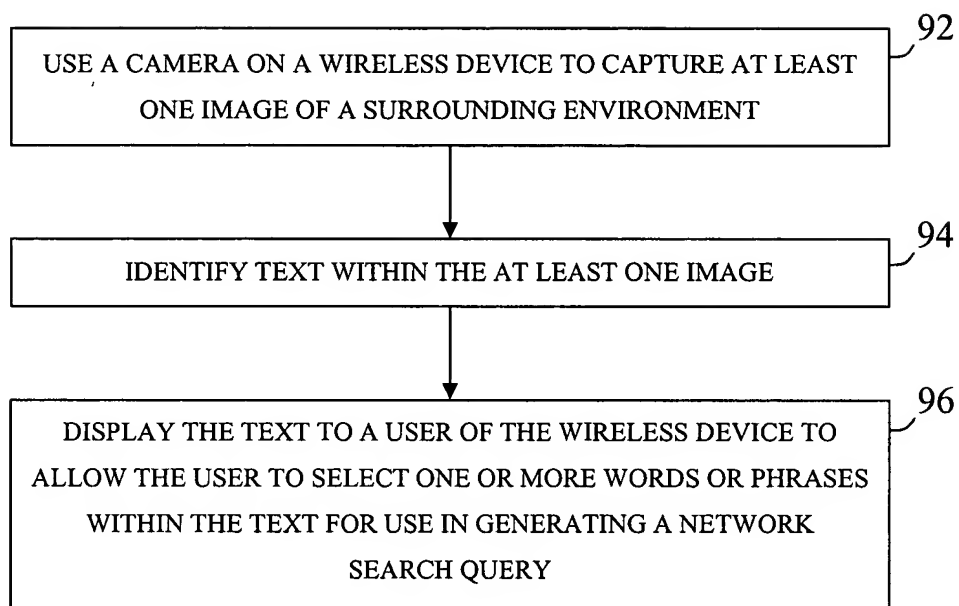 92
USE A CAMERA ON A WIRELESS DEVICE TO CAPTURE AT LEAST
ONE IMAGE OF A SURROUNDING ENVIRONMENT
94
IDENTIFY TEXT WITHIN THE AT LEAST ONE IMAGE
96
DISPLAY THE TEXT TO A USER OF THE WIRELESS DEVICE TO
ALLOW THE USER TO SELECT ONE OR MORE WORDS OR PHRASES
WITHIN THE TEXT FOR USE IN GENERATING A NETWORK
SEARCH QUERY